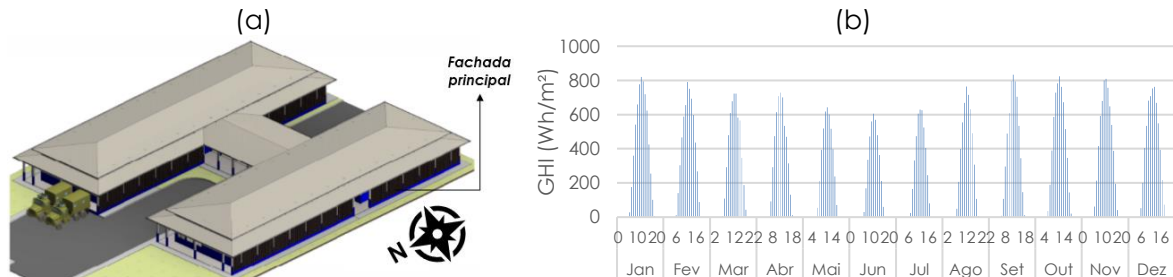 (a)
Fachada
principal
N
(b)
GHI (Wh/m²)
1000
800
600
400
200
0
0 10 20 6 16 2 12 22 8 18 4 14 0 10 20 6 16 2 12 22 8 18 4 14 0 10 20 6 16
Jan Fev Mar Abr Mai Jun Jul Ago Set Out Nov Dez